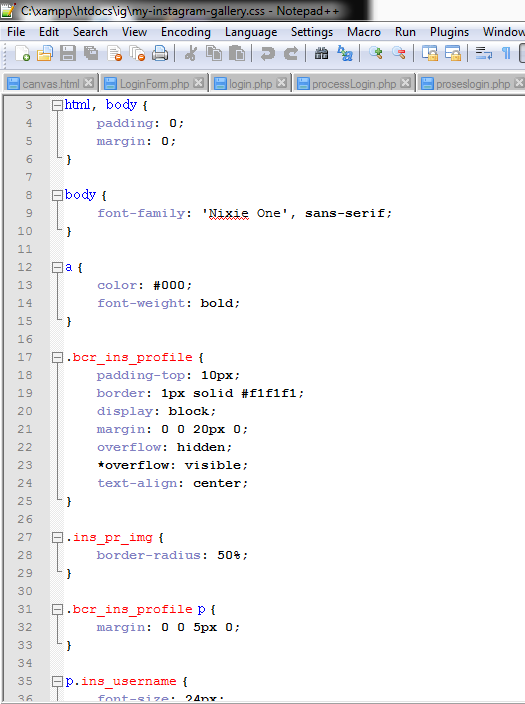 C:\xampp\htdocs\ig\my-instagram-gallery.css - Notepad++
File Edit Search View Encoding Language Settings Macro Run Plugins Window
canvas.html LoginForm.php login.php processLogin.php proseslogin.php
3 html, body {
4 padding: 0;
5 margin: 0;
6 }
7
8 body {
9 font-family: 'Nixie One', sans-serif;
10 }
11
12 a {
13 color: #000;
14 font-weight: bold;
15 }
16
17 .bcr_ins_profile {
18 padding-top: 10px;
19 border: 1px solid #f1f1f1;
20 display: block;
21 margin: 0 0 20px 0;
22 overflow: hidden;
23 *overflow: visible;
24 text-align: center;
25 }
26
27 .ins_pr_img {
28 border-radius: 50%;
29 }
30
31 .bcr_ins_profile p {
32 margin: 0 0 5px 0;
33 }
34
35 p.ins_username {
36 font-size: 24px;